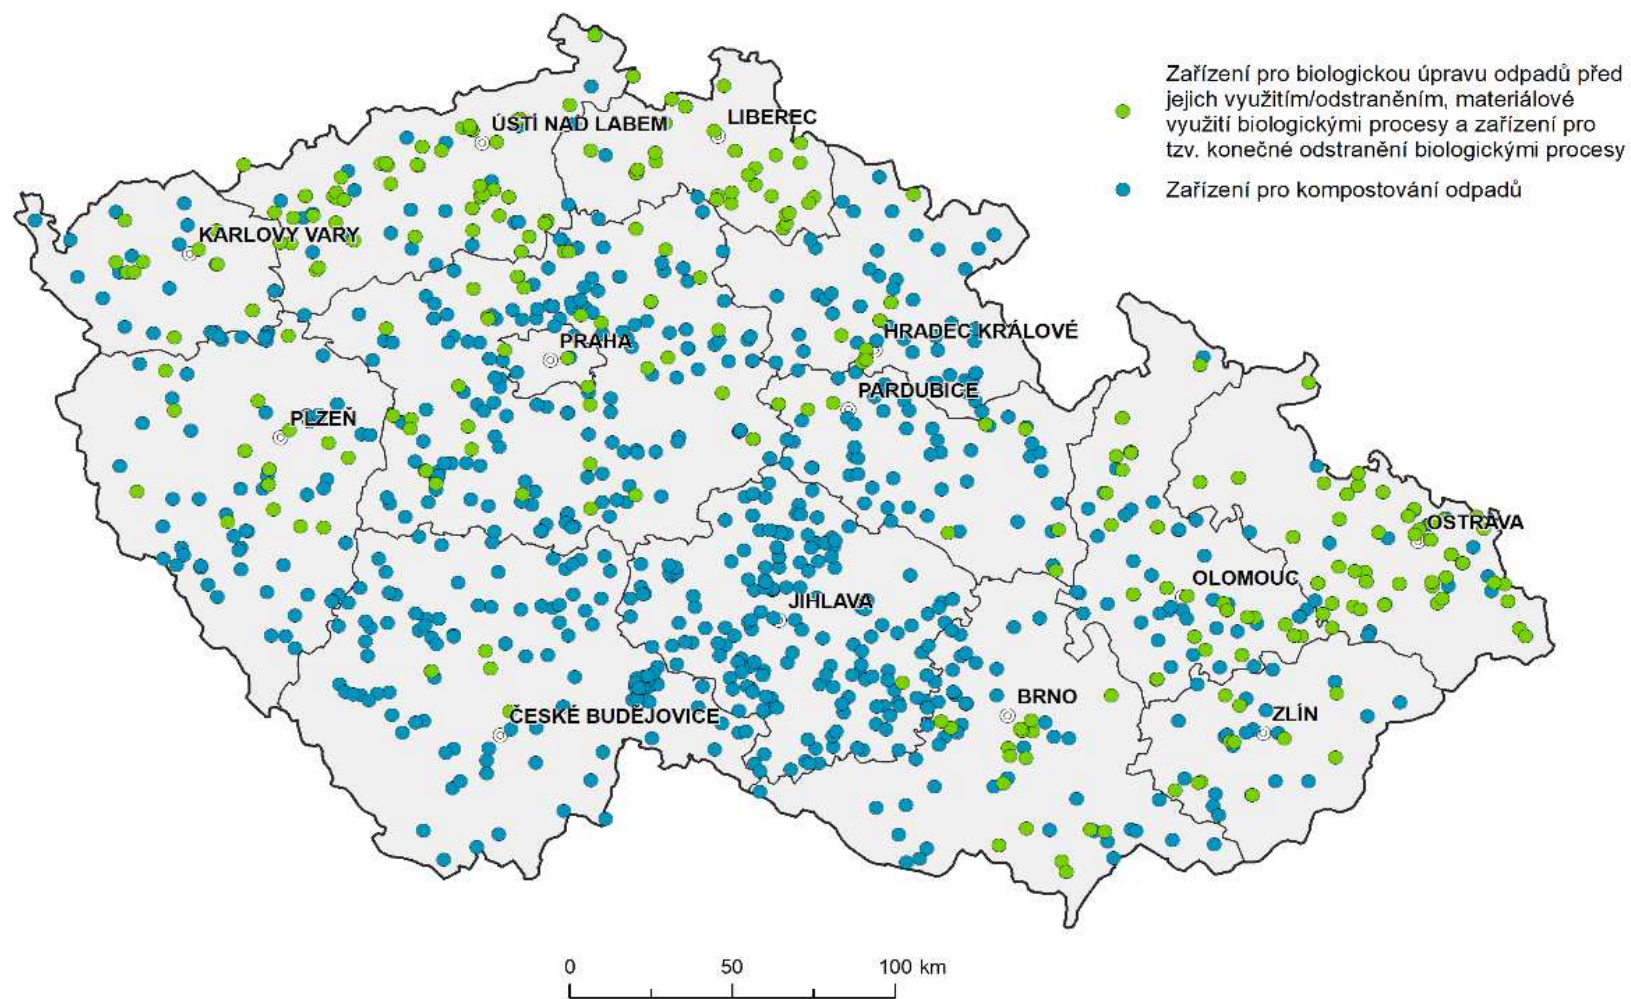 Zařízení pro biologickou úpravu odpadů před
jejich využitím/odstraněním, materiálové
využití biologickými procesy a zařízení pro
tzv. konečné odstranění biologickými procesy
Zařízení pro kompostování odpadů
LIBEREC
ÚSTÍ NAD LABEM
KARLOVY VARY
HRADEC KRÁLOVÉ
PRAHA
PARDUBICE
PLZEŇ
OSTRAVA
OLOMOUC
JIHLAVA
BRNO
ZLÍN
ČESKÉ BUDĚJOVICE
0 50 100 km